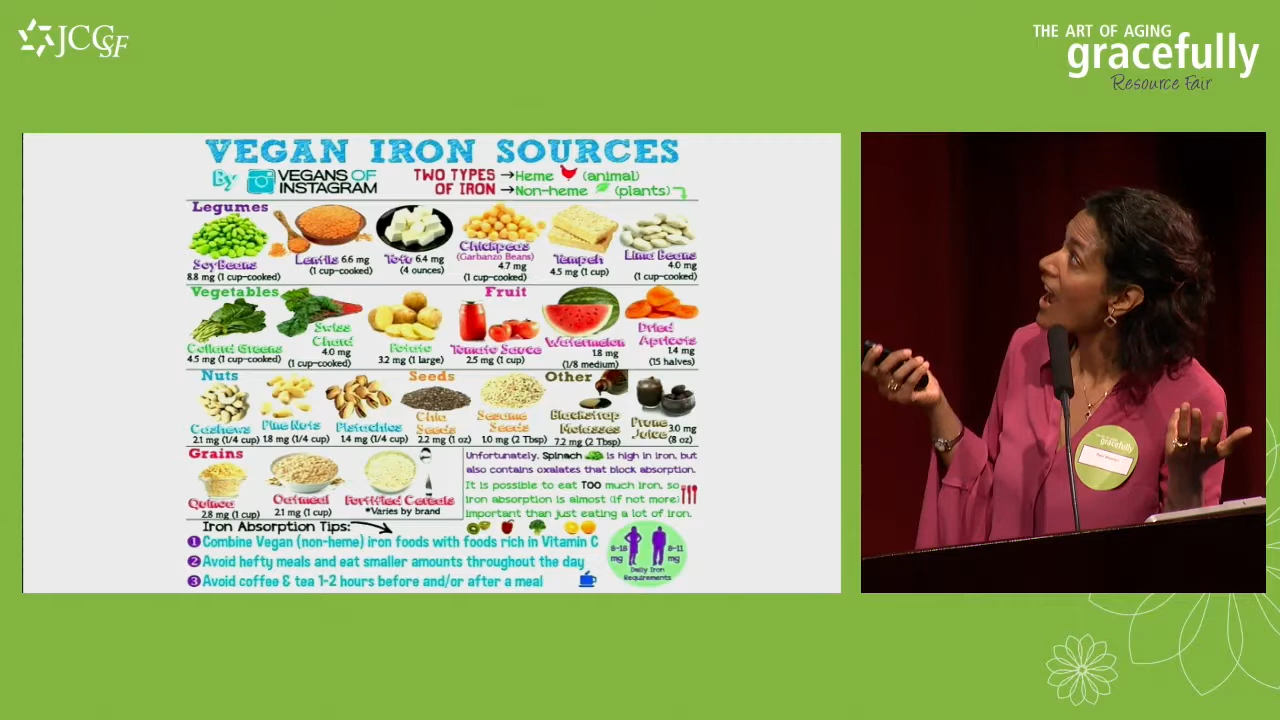 JCCSF
THE ART OF AGING
gracefully
Resource Fair
VEGAN IRON SOURCES
By VEGANS OF
INSTAGRAM
TWO TYPES →Heme (animal)
OF IRON →Non-heme (plants)
Legumes
SoyBeans
8.8 mg (1 cup-cooked)
Lentils 6.6 mg
(1 cup-cooked)
Tofu 6.4 mg
(4 ounces)
Chickpeas
(Garbanzo Beans)
4.7 mg
(1 cup-cooked)
Tempeh
4.5 mg (1 cup)
Lima Beans
4.0 mg
(1 cup-cooked)
Vegetables
Collard Greens
4.5 mg (1 cup-cooked)
Swiss
Chard
4.0 mg
(1 cup-cooked)
Potato
3.2 mg (1 large)
Fruit
Tomato Sauce
2.5 mg (1 cup)
Watermelon
1.8 mg
(1/8 medium)
Dried
Apricots
1.4 mg
(15 halves)
Nuts
Cashews
2.1 mg (1/4 cup)
Pine Nuts
1.8 mg (1/4 cup)
Pistachios
1.4 mg (1/4 cup)
Seeds
Chia
Seeds
2.2 mg (1 oz)
Sesame
Seeds
1.0 mg (2 Tbsp)
Other
Blackstrap
Molasses
7.2 mg (2 Tbsp)
Prune
Juice
3.0 mg
(8 oz)
Grains
Quinoa
2.8 mg (1 cup)
Oatmeal
2.1 mg (1 cup)
Fortified Cereals
*Varies by brand
Unfortunately, Spinach is high in iron, but
also contains oxalates that block absorption.
It is possible to eat TOO much iron, so
iron absorption is almost (if not more)
important than just eating a lot of iron.
Iron Absorption Tips:
1 Combine Vegan (non-heme) iron foods with foods rich in Vitamin C
2 Avoid hefty meals and eat smaller amounts throughout the day
3 Avoid coffee & tea 1-2 hours before and/or after a meal
8-18
mg
8-11
mg
Daily Iron
Requirements
gracefully